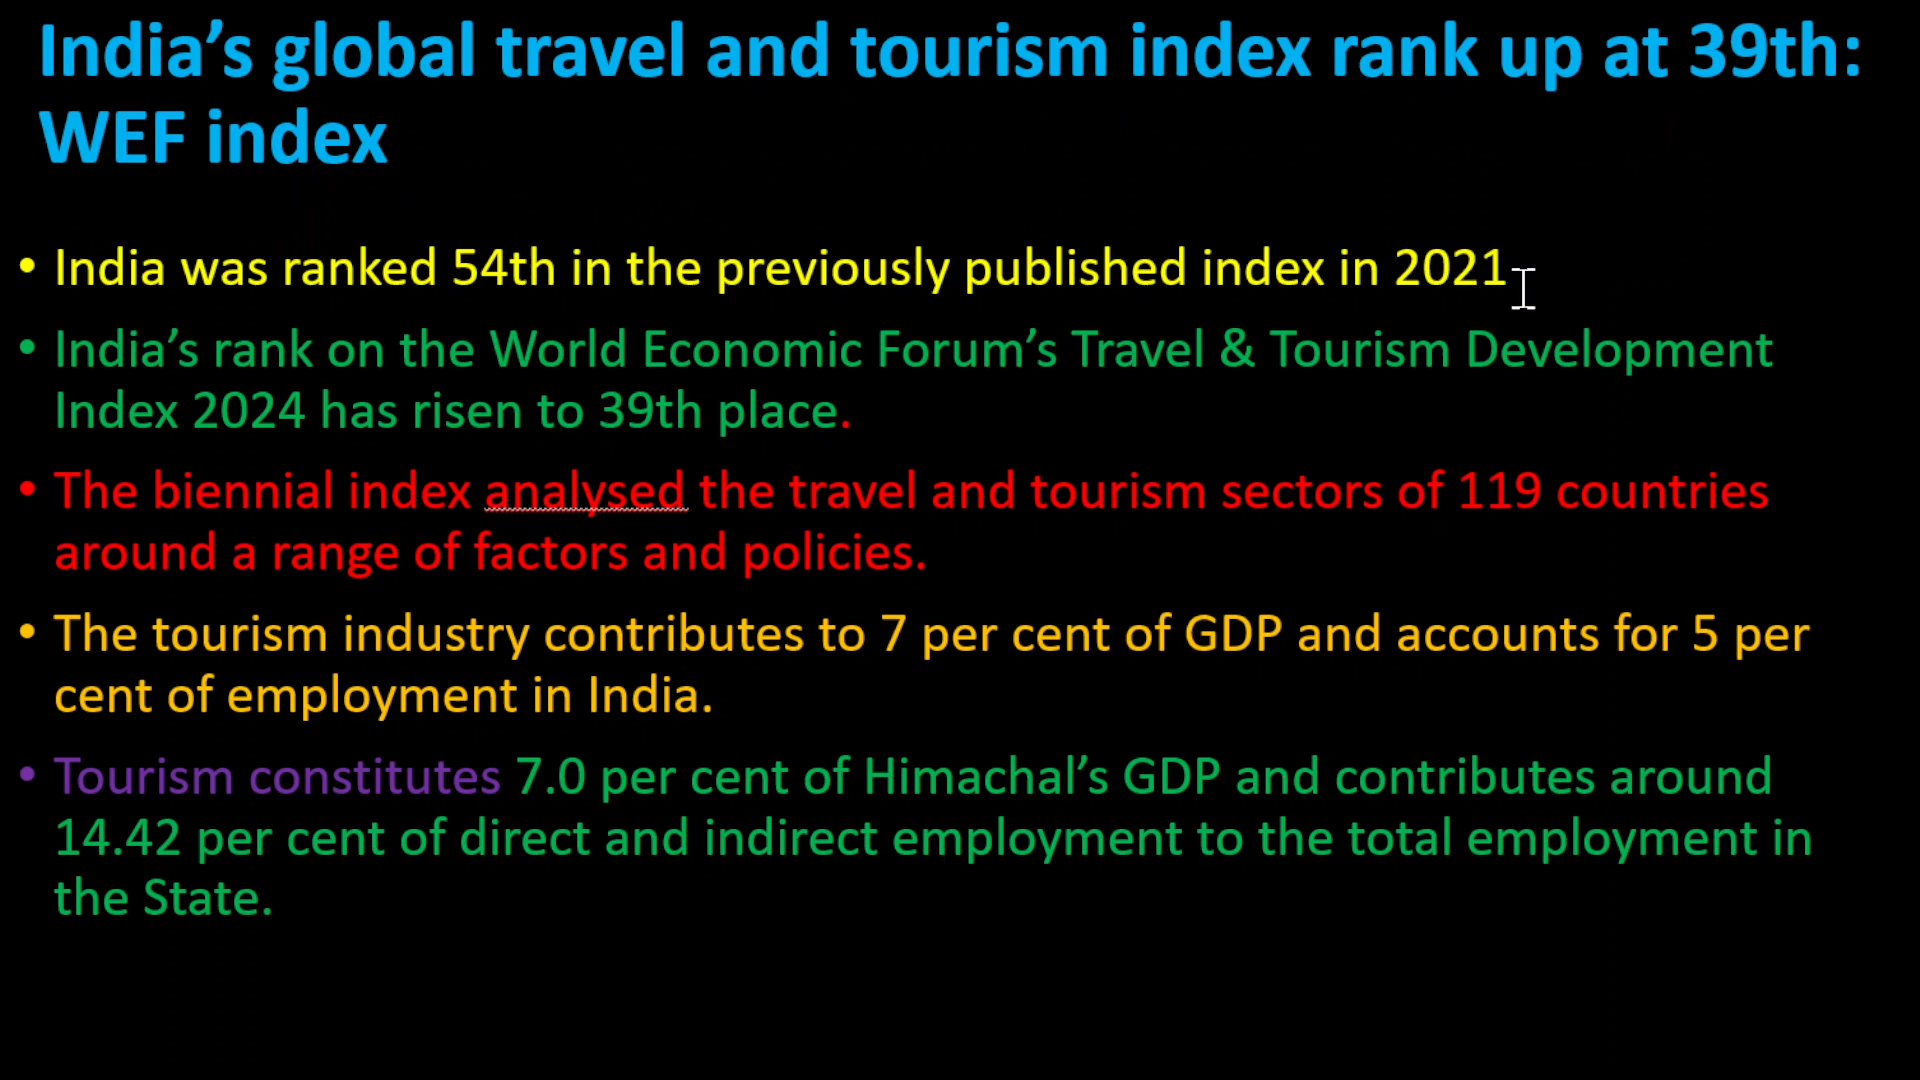 India’s global travel and tourism index rank up at 39th:
WEF index
• India was ranked 54th in the previously published index in 2021
• India’s rank on the World Economic Forum’s Travel & Tourism Development
Index 2024 has risen to 39th place.
• The biennial index analysed the travel and tourism sectors of 119 countries
around a range of factors and policies.
• The tourism industry contributes to 7 per cent of GDP and accounts for 5 per
cent of employment in India.
• Tourism constitutes 7.0 per cent of Himachal’s GDP and contributes around
14.42 per cent of direct and indirect employment to the total employment in
the State.